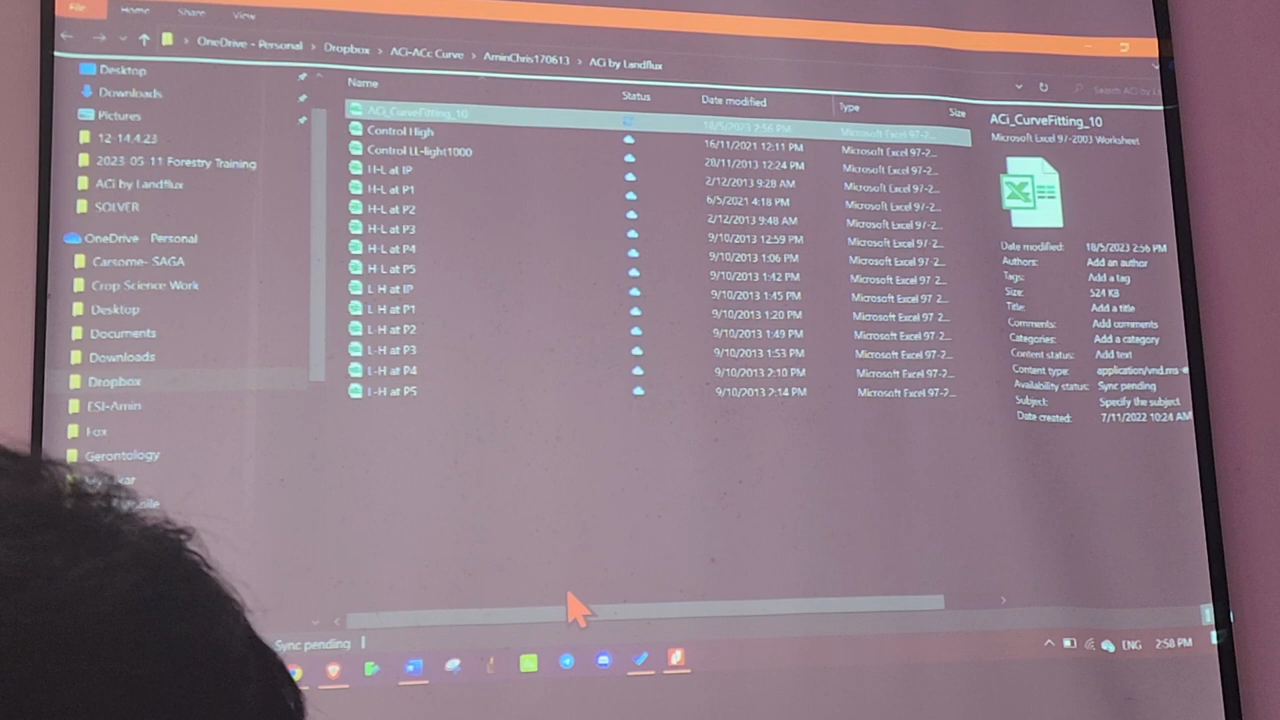 File Home Share View
OneDrive - Personal › Dropbox › ACi-ACc Curve › AminChris170613 › ACi by Landflux
Desktop
Downloads
Pictures
12-14.4.23
2023-05-11 Forestry Training
ACi by Landflux
SOLVER
OneDrive Personal
Carsome- SAGA
Crop Science Work
Desktop
Documents
Downloads
Dropbox
ESI-Amin
Fox
Gerontology
Name Status Date modified Type Size
ACi_CurveFitting_10 18/5/2023 2:56 PM Microsoft Excel 97-2...
Control High 16/11/2021 12:11 PM Microsoft Excel 97-2...
Control LL-light1000 28/11/2013 12:24 PM Microsoft Excel 97-2...
H-L at IP 2/12/2013 9:28 AM Microsoft Excel 97-2...
H-L at P1 6/5/2021 4:18 PM Microsoft Excel 97-2...
H-L at P2 2/12/2013 9:48 AM Microsoft Excel 97-2...
H-L at P3 9/10/2013 12:59 PM Microsoft Excel 97-2...
H-L at P4 9/10/2013 1:06 PM Microsoft Excel 97-2...
H-L at P5 9/10/2013 1:42 PM Microsoft Excel 97-2...
L-H at IP 9/10/2013 1:45 PM Microsoft Excel 97-2...
L-H at P1 9/10/2013 1:20 PM Microsoft Excel 97-2...
L-H at P2 9/10/2013 1:49 PM Microsoft Excel 97-2...
L-H at P3 9/10/2013 1:53 PM Microsoft Excel 97-2...
L-H at P4 9/10/2013 2:10 PM Microsoft Excel 97-2...
L-H at P5 9/10/2013 2:14 PM Microsoft Excel 97-2...
ACi_CurveFitting_10
Microsoft Excel 97-2003 Worksheet
Date modified: 18/5/2023 2:56 PM
Authors: Add an author
Tags: Add a tag
Size: 524 KB
Title: Add a title
Comments: Add comments
Categories: Add a category
Content status: Add text
Content type: application/vnd.ms
Availability status: Sync pending
Subject: Specify the subject
Date created: 7/11/2022 10:24 AM
Sync pending
ENG 2:58 PM